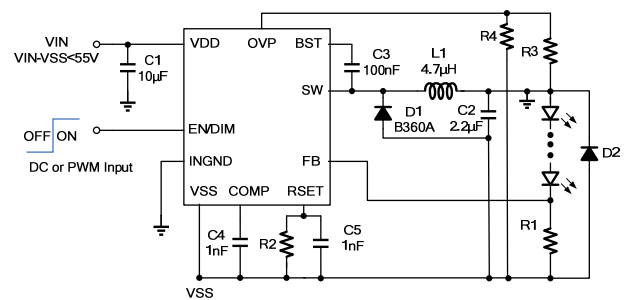 VIN
VIN-VSS<55V
C1
10µF
VDD
OVP
BST
SW
EN/DIM
INGND
FB
VSS
COMP
RSET
C3
100nF
L1
4.7µH
R4
R3
D1
B360A
C2
2.2µF
D2
OFF
ON
DC or PWM Input
C4
1nF
R2
C5
1nF
R1
VSS